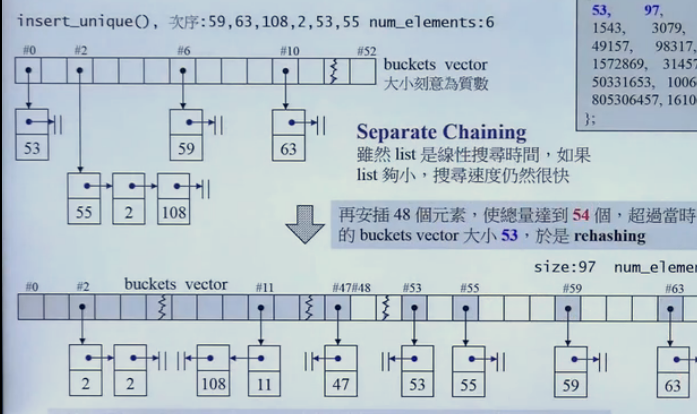 53, 97,
1543, 3079,
49157, 98317,
1572869, 31457
50331653, 1006
805306457, 1610
};
insert_unique(), 次序:59,63,108,2,53,55 num_elements:6
#0 #2 #6 #10 #52
buckets vector
大小刻意為質數
53 59 63
55 2 108
Separate Chaining
雖然 list 是線性搜尋時間，如果
list 夠小，搜尋速度仍然很快
再安插 48 個元素，使總量達到 54 個，超過當時
的 buckets vector 大小 53，於是 rehashing
size:97 num_elemen
buckets vector
#0 #2 #11 #47 #48 #53 #55 #59 #63
2 2 108 11 47 53 55 59 63